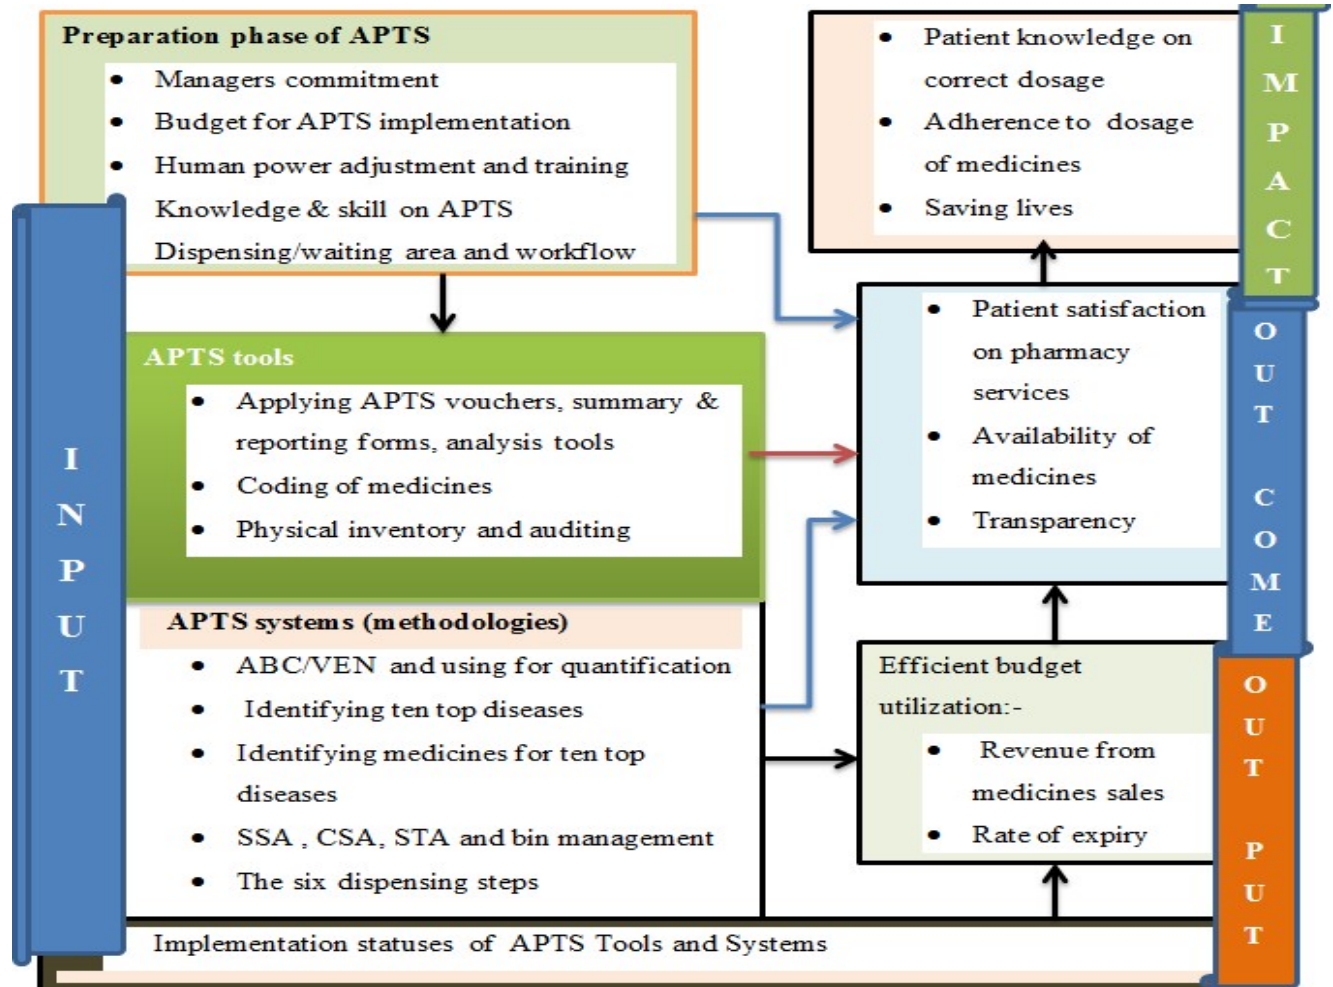 Preparation phase of APTS
• Managers commitment
• Budget for APTS implementation
• Human power adjustment and training
Knowledge & skill on APTS
Dispensing/waiting area and workflow
APTS tools
• Applying APTS vouchers, summary &
reporting forms, analysis tools
• Coding of medicines
• Physical inventory and auditing
APTS systems (methodologies)
• ABC/VEN and using for quantification
• Identifying ten top diseases
• Identifying medicines for ten top
diseases
• SSA , CSA, STA and bin management
• The six dispensing steps
Implementation statuses of APTS Tools and Systems
INPUT
• Patient knowledge on
correct dosage
• Adherence to dosage
of medicines
• Saving lives
IMPACT
• Patient satisfaction
on pharmacy
services
• Availability of
medicines
• Transparency
OUT COME
Efficient budget
utilization:-
• Revenue from
medicines sales
• Rate of expiry
OUT PUT